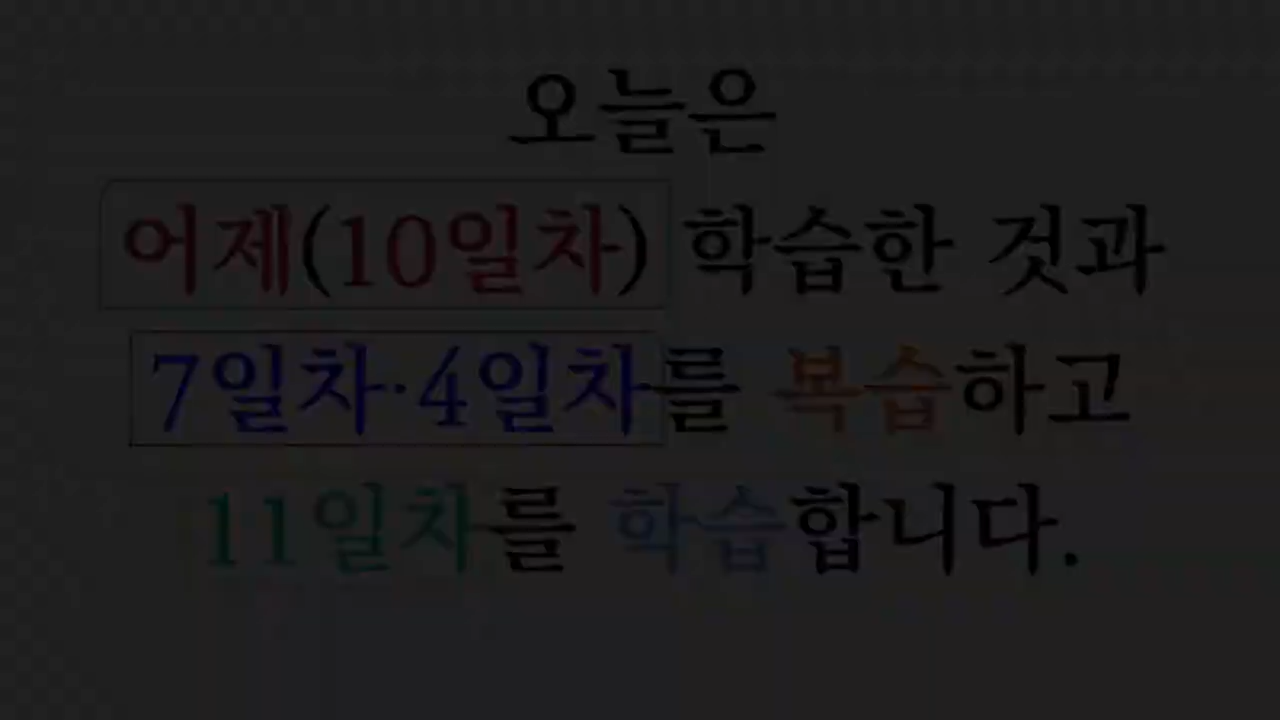 오늘은
어제(10일차) 학습한 것과
7일차·4일차를 복습하고
11일차를 학습합니다.